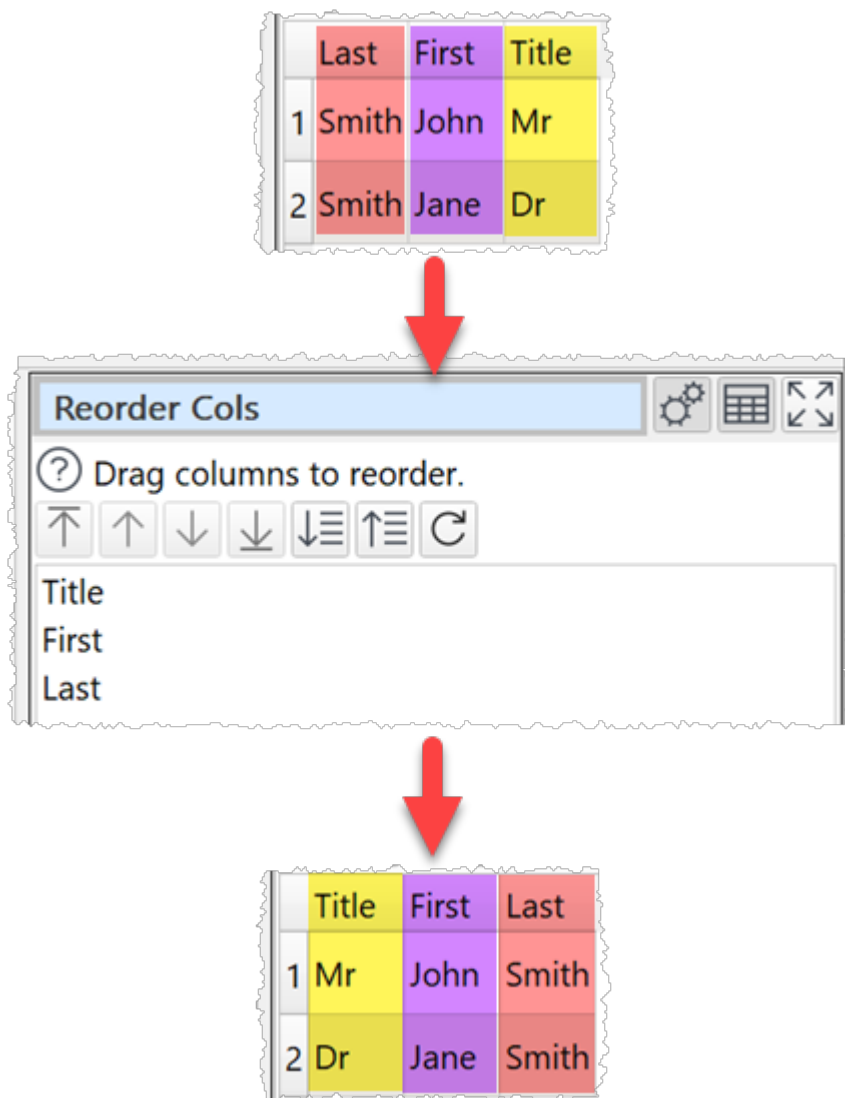 Last First Title
1 Smith John Mr
2 Smith Jane Dr
Reorder Cols
? Drag columns to reorder.
Title
First
Last
Title First Last
1 Mr John Smith
2 Dr Jane Smith